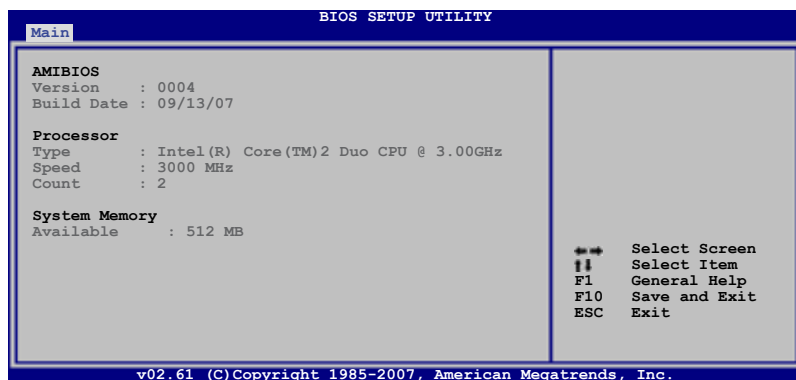 BIOS SETUP UTILITY
Main
AMIBIOS
Version : 0004
Build Date : 09/13/07
Processor
Type : Intel(R) Core(TM)2 Duo CPU @ 3.00GHz
Speed : 3000 MHz
Count : 2
System Memory
Available : 512 MB
←→ Select Screen
↑↓ Select Item
F1 General Help
F10 Save and Exit
ESC Exit
v02.61 (C)Copyright 1985-2007, American Megatrends, Inc.